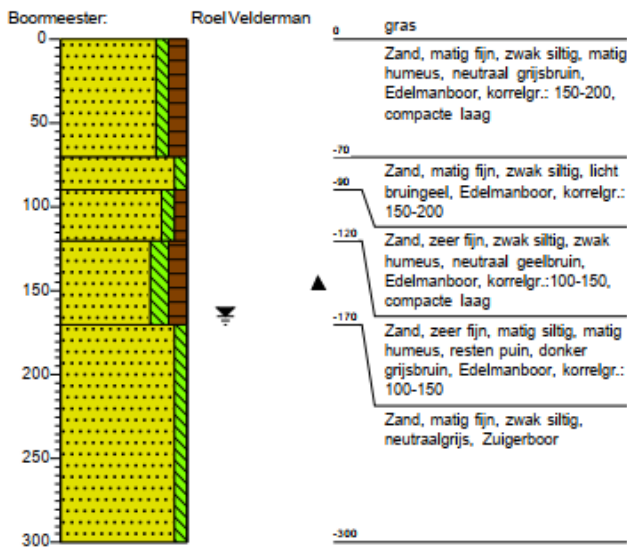 Boormeester: Roel Velderman
0
50
100
150
200
250
300
0 gras
Zand, matig fijn, zwak siltig, matig
humeus, neutraal grijsbruin,
Edelmanboor, korrelgr.: 150-200,
compacte laag
-70
Zand, matig fijn, zwak siltig, licht
bruingeel, Edelmanboor, korrelgr.:
150-200
-90
Zand, zeer fijn, zwak siltig, zwak
humeus, neutraal geelbruin,
Edelmanboor, korrelgr.:100-150,
compacte laag
-120
Zand, zeer fijn, matig siltig, matig
humeus, resten puin, donker
grijsbruin, Edelmanboor, korrelgr.:
100-150
-170
Zand, matig fijn, zwak siltig,
neutraalgrijs, Zuigerboor
-300